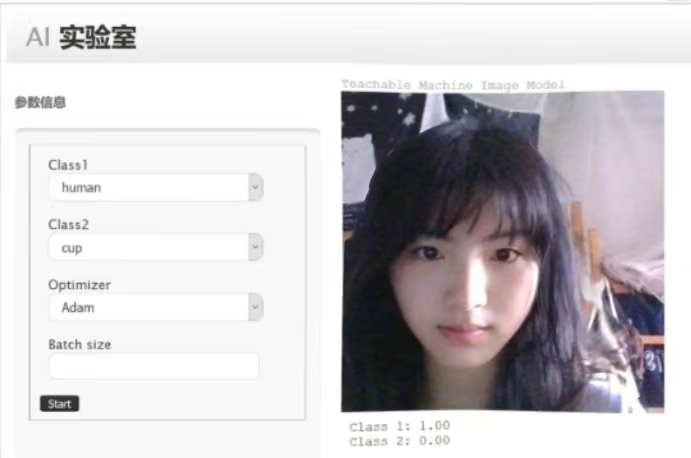 AI 实验室
参数信息
Class1
human
Class2
cup
Optimizer
Adam
Batch size
Start
Teachable Machine Image Model
Class 1: 1.00
Class 2: 0.00